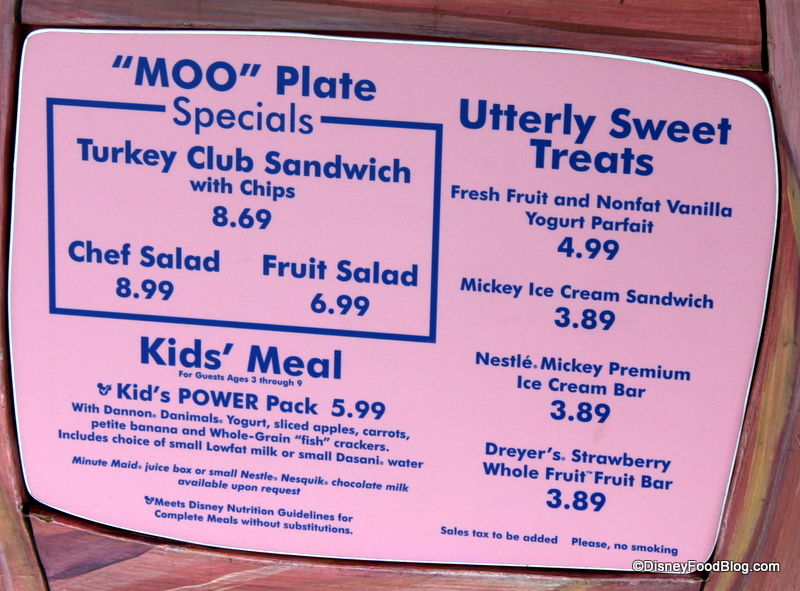 "MOO" Plate
Specials
Turkey Club Sandwich
with Chips
8.69
Chef Salad
8.99
Fruit Salad
6.99
Kids' Meal
For Guests Ages 3 through 9
Kid's POWER Pack 5.99
With Dannon® Danimals® Yogurt, sliced apples, carrots,
petite banana and Whole-Grain "fish" crackers.
Includes choice of small Lowfat milk or small Dasani® water
Minute Maid® juice box or small Nestle® Nesquik® chocolate milk
available upon request
Meets Disney Nutrition Guidelines for
Complete Meals without substitutions.
Utterly Sweet
Treats
Fresh Fruit and Nonfat Vanilla
Yogurt Parfait
4.99
Mickey Ice Cream Sandwich
3.89
Nestlé® Mickey Premium
Ice Cream Bar
3.89
Dreyer's® Strawberry
Whole Fruit™ Fruit Bar
3.89
Sales tax to be added Please, no smoking
©DisneyFoodBlog.com